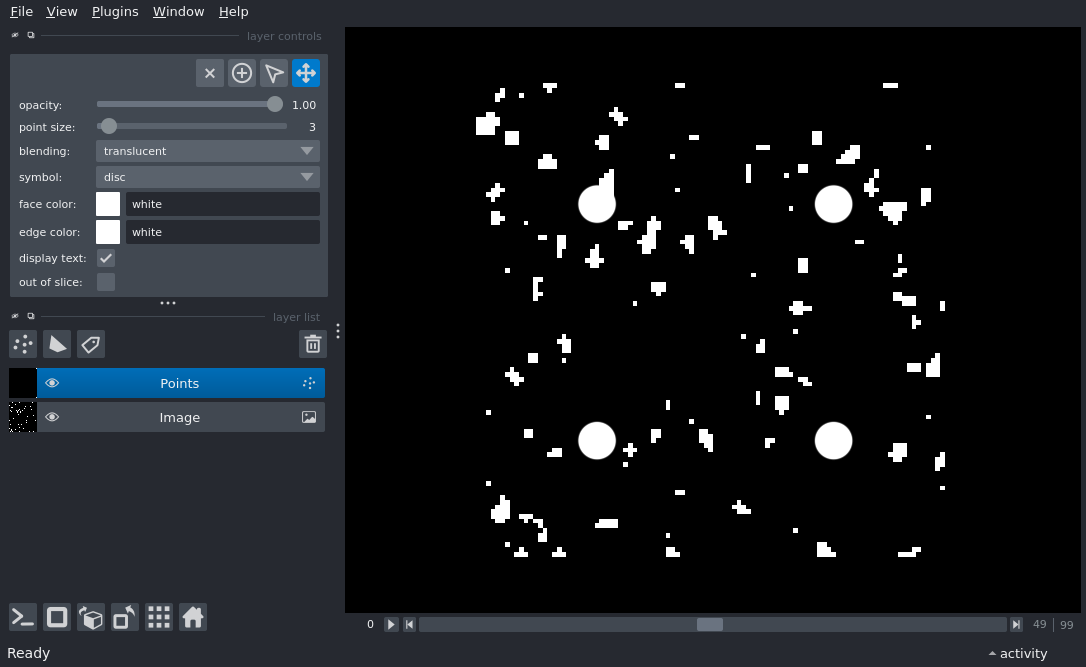 File View Plugins Window Help
layer controls
opacity: 1.00
point size: 3
blending: translucent
symbol: disc
face color: white
edge color: white
display text:
out of slice:
layer list
Points
Image
0 49 | 99
Ready activity